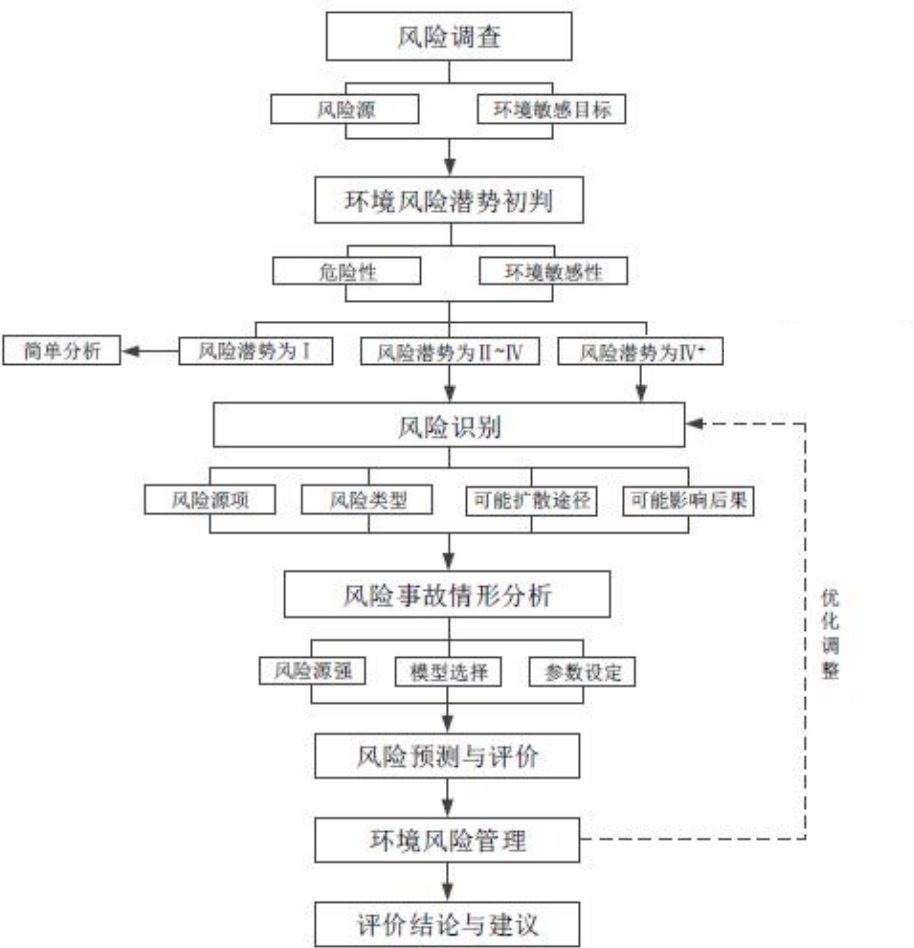 风险调查
风险源
环境敏感目标
环境风险潜势初判
危险性
环境敏感性
简单分析
风险潜势为Ⅰ
风险潜势为Ⅱ~Ⅳ
风险潜势为Ⅳ⁺
风险识别
风险源项
风险类型
可能扩散途径
可能影响后果
风险事故情形分析
优化调整
风险源强
模型选择
参数设定
风险预测与评价
环境风险管理
评价结论与建议